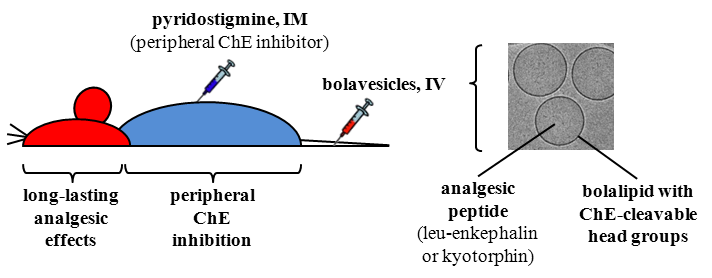 pyridostigmine, IM
(peripheral ChE inhibitor)
bolavesicles, IV
long-lasting
analgesic
effects
peripheral
ChE
inhibition
analgesic
peptide
(leu-enkephalin
or kyotorphin)
bolalipid with
ChE-cleavable
head groups